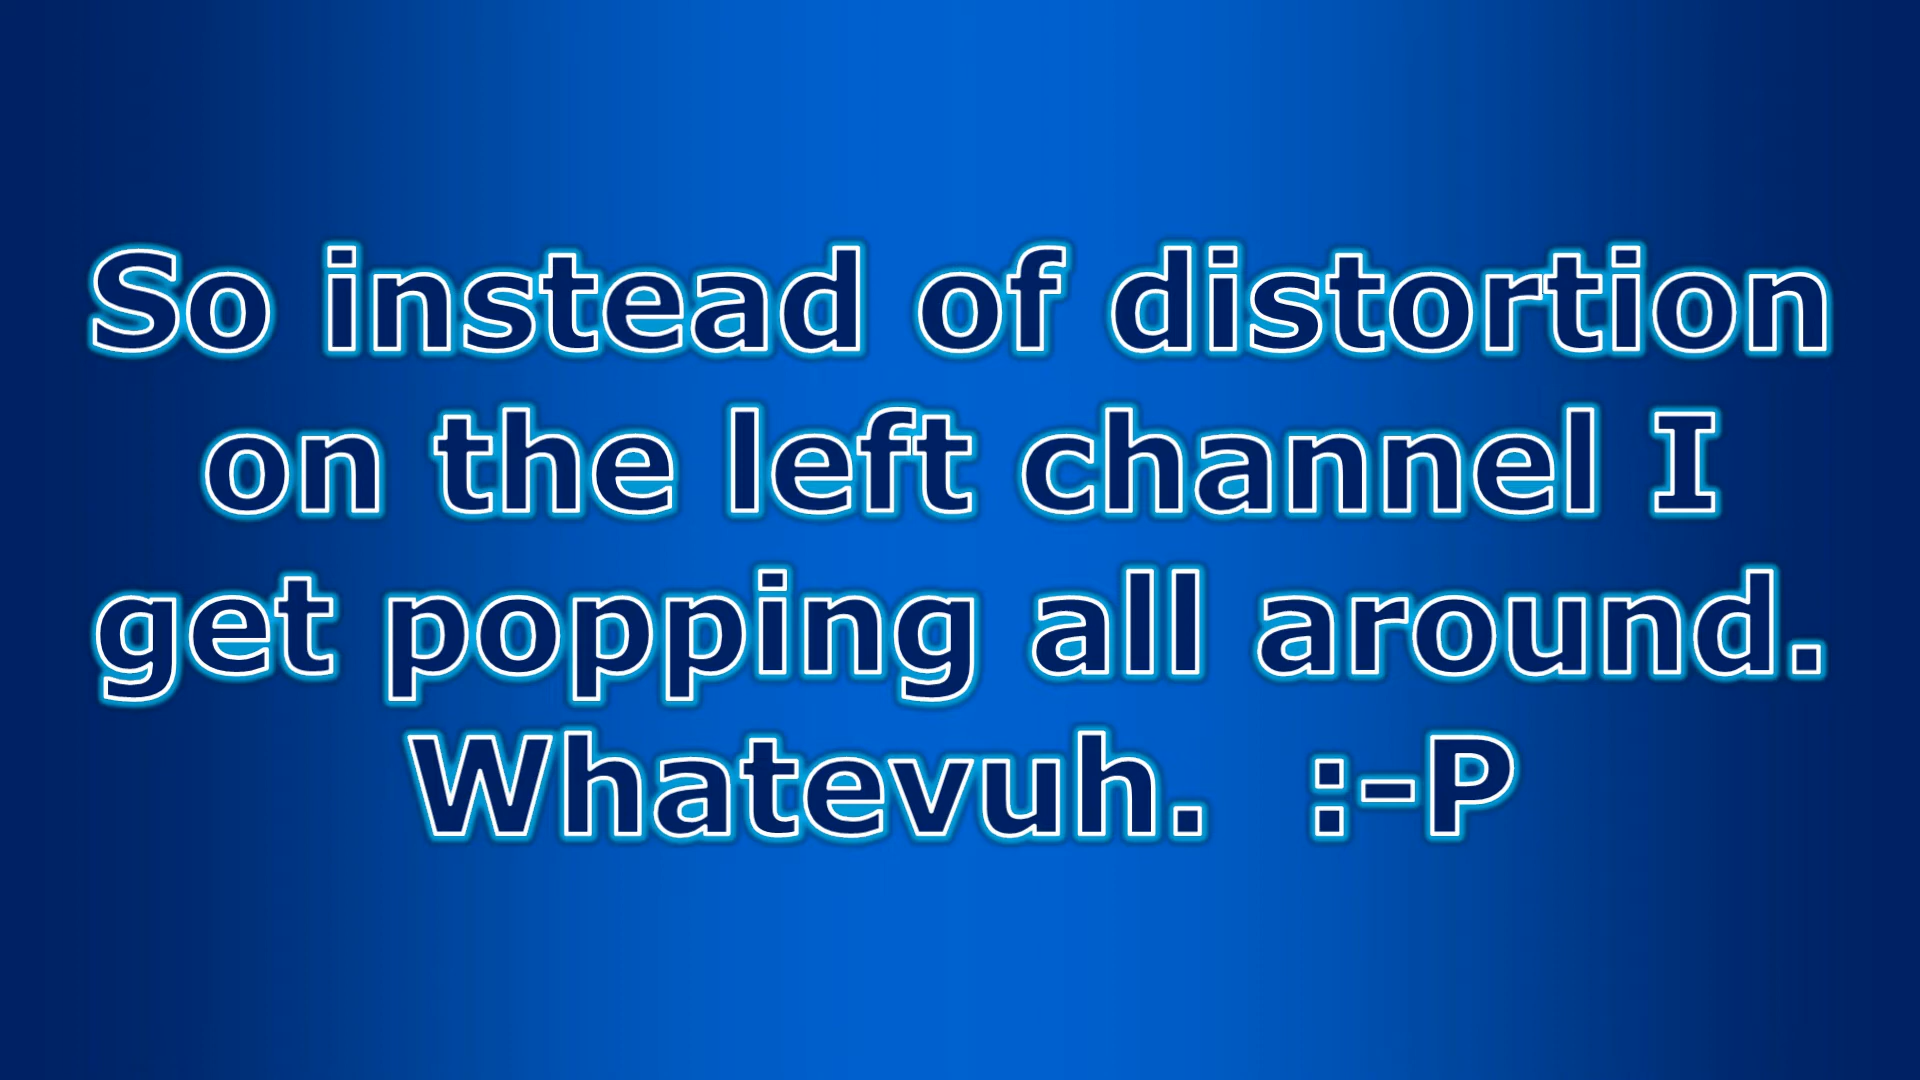 So instead of distortion
on the left channel I
get popping all around.
Whatevuh.  :-P